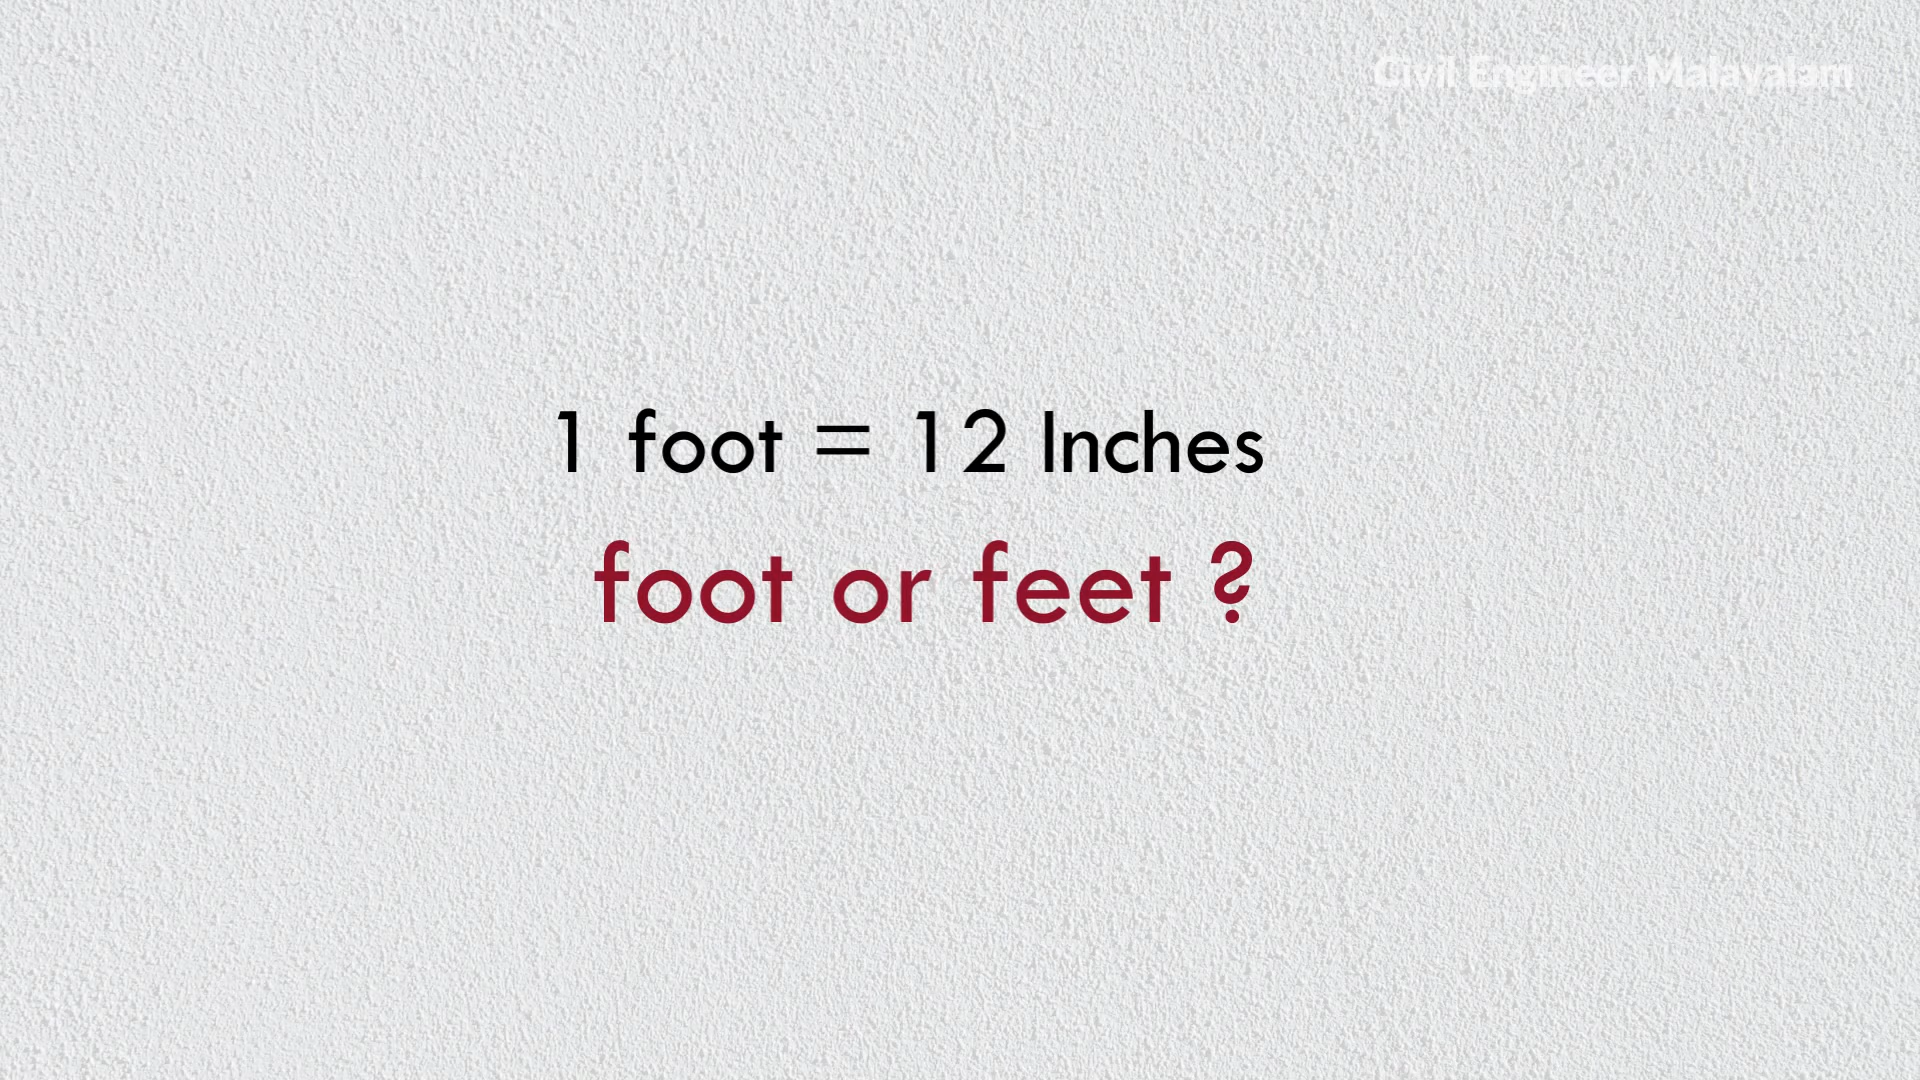 Civil Engineer Malayalam
1 foot = 12 Inches
foot or feet ?